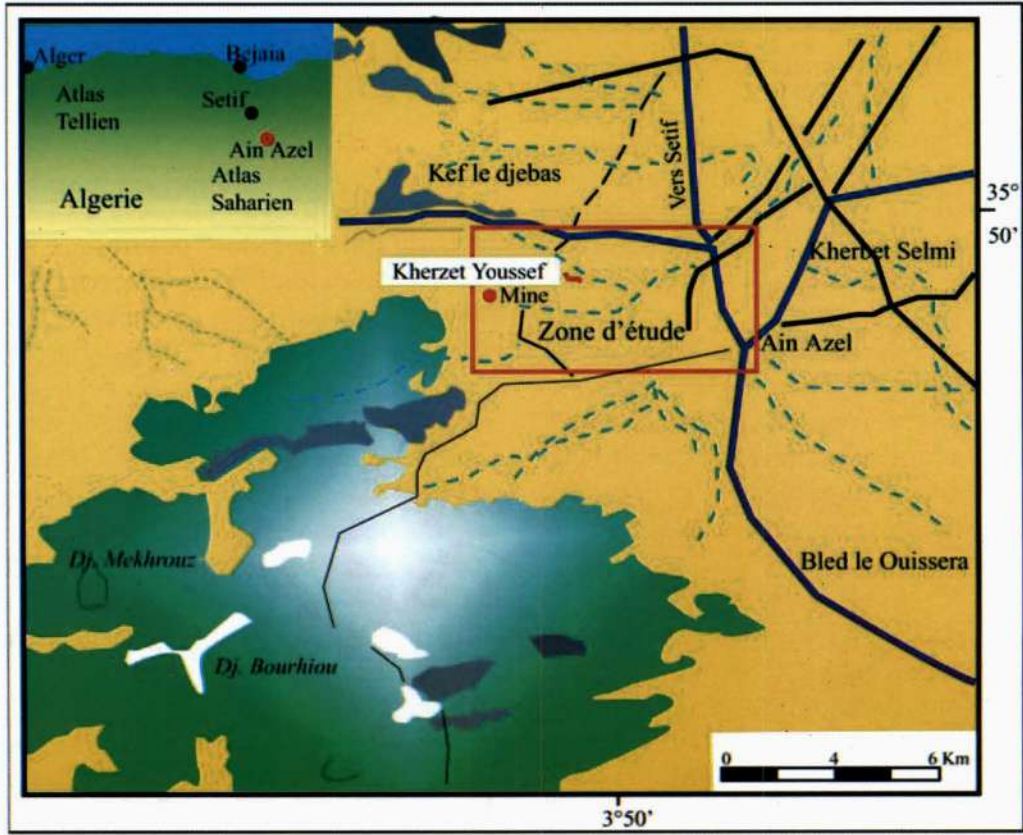 Alger
Bejaia
Atlas
Tellien
Setif
Ain Azel
Atlas
Saharien
Algerie
Kef le djebas
Vers Setif
35°
50'
Kherbet Selmi
Kherzet Youssef
Mine
Zone d'étude
Ain Azel
Bled le Ouissera
Dj. Mekhrouz
Dj. Bourhiou
0 4 6 Km
3°50'